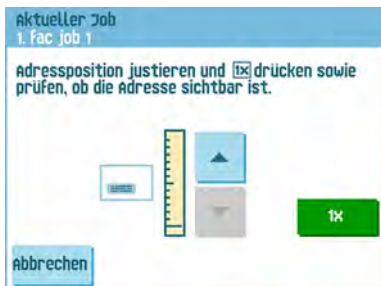 Aktueller Job
1. Fac job 1
Adressposition justieren und 1x drücken sowie
prüfen, ob die Adresse sichtbar ist.
1x
Abbrechen